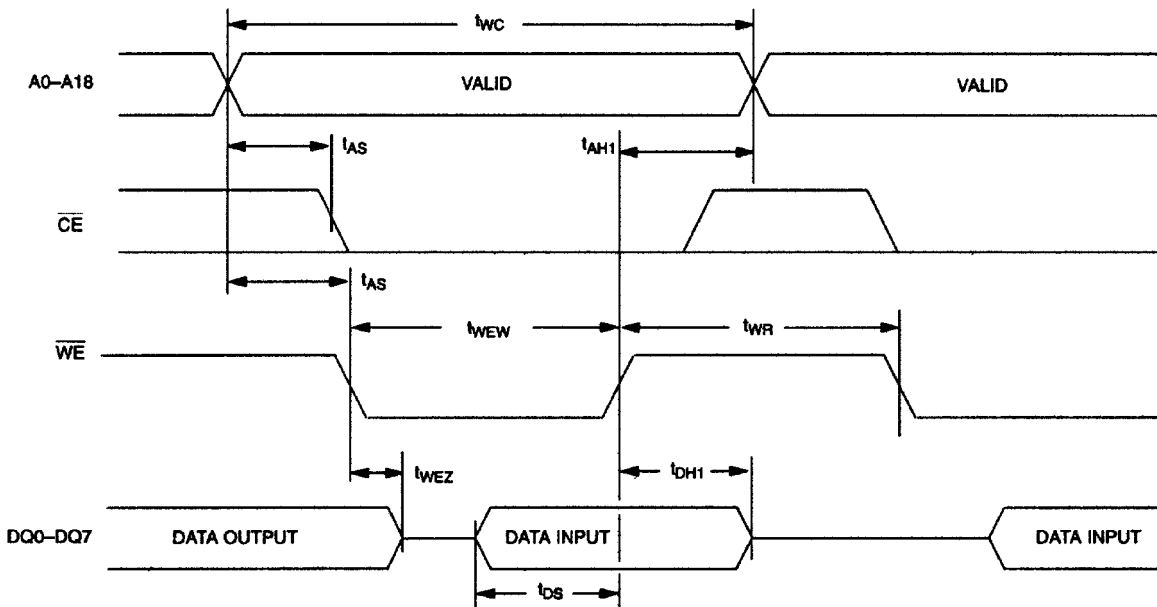 tWC
A0–A18
VALID
VALID
tAS
tAH1
CE
tAS
tWEW
tWR
WE
tWEZ
tDH1
DQ0–DQ7
DATA OUTPUT
DATA INPUT
DATA INPUT
tDS